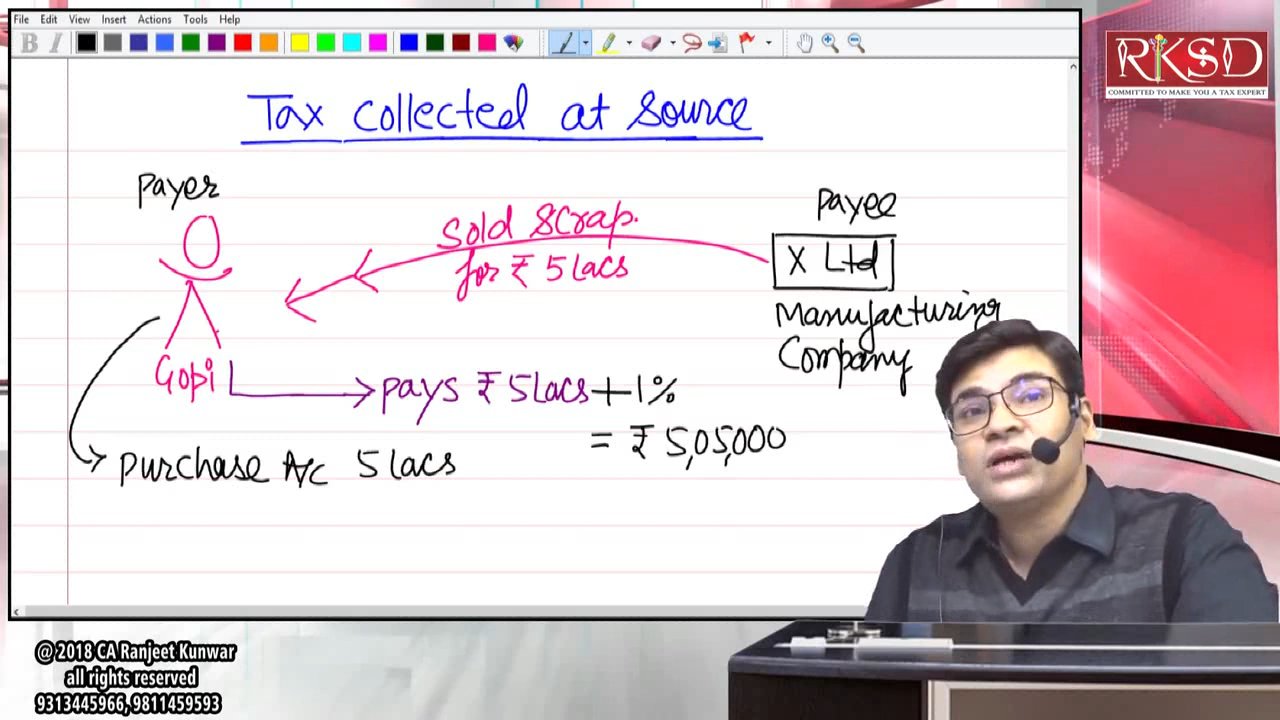 File Edit View Insert Actions Tools Help
B I
RKSD
COMMITTED TO MAKE YOU A TAX EXPERT
Tax collected at source
Payer
Payee
Sold Scrap.
for ₹ 5 lacs
X Ltd
Manufacturing
Company
Gopi
pays ₹ 5 lacs + 1%
= ₹ 5,05,000
purchase A/c 5 lacs
@ 2018 CA Ranjeet Kunwar
all rights reserved
9313445966, 9811459593